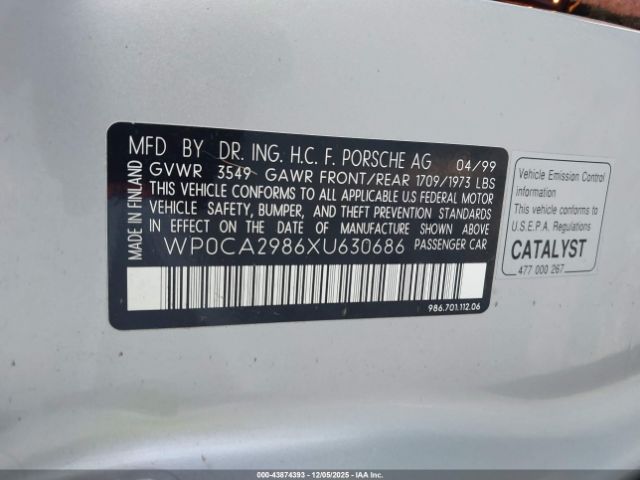 MFD BY DR. ING. H.C. F. PORSCHE AG 04/99
GVWR 3549 GAWR FRONT/REAR 1709/1973 LBS
THIS VEHICLE CONFORMS TO ALL APPLICABLE U.S. FEDERAL MOTOR
VEHICLE SAFETY, BUMPER, AND THEFT PREVENTION STANDARDS
IN EFFECT ON THE DATE OF MANUFACTURE SHOWN ABOVE.
WP0CA2986XU630686 PASSENGER CAR
MADE IN FINLAND
986.701.112.06
Vehicle Emission Control
information
This vehicle conforms to
U.S.E.P.A. Regulations
CATALYST
477 000 267
000-43874393 - 12/05/2025 - IAAI.COM